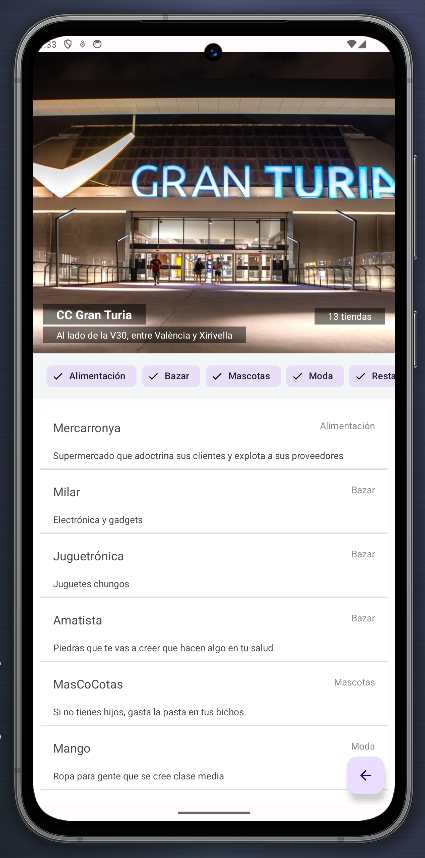 :33
GRAN TURIA
CC Gran Turia
13 tiendas
Al lado de la V30, entre València y Xirivella
Alimentación
Bazar
Mascotas
Moda
Resta
Mercarronya
Alimentación
Supermercado que adoctrina sus clientes y explota a sus proveedores
Milar
Bazar
Electrónica y gadgets
Juguetrónica
Bazar
Juguetes chungos
Amatista
Bazar
Piedras que te vas a creer que hacen algo en tu salud
MasCoCotas
Mascotas
Si no tienes hijos, gasta la pasta en tus bichos
Mango
Moda
Ropa para gente que se cree clase media